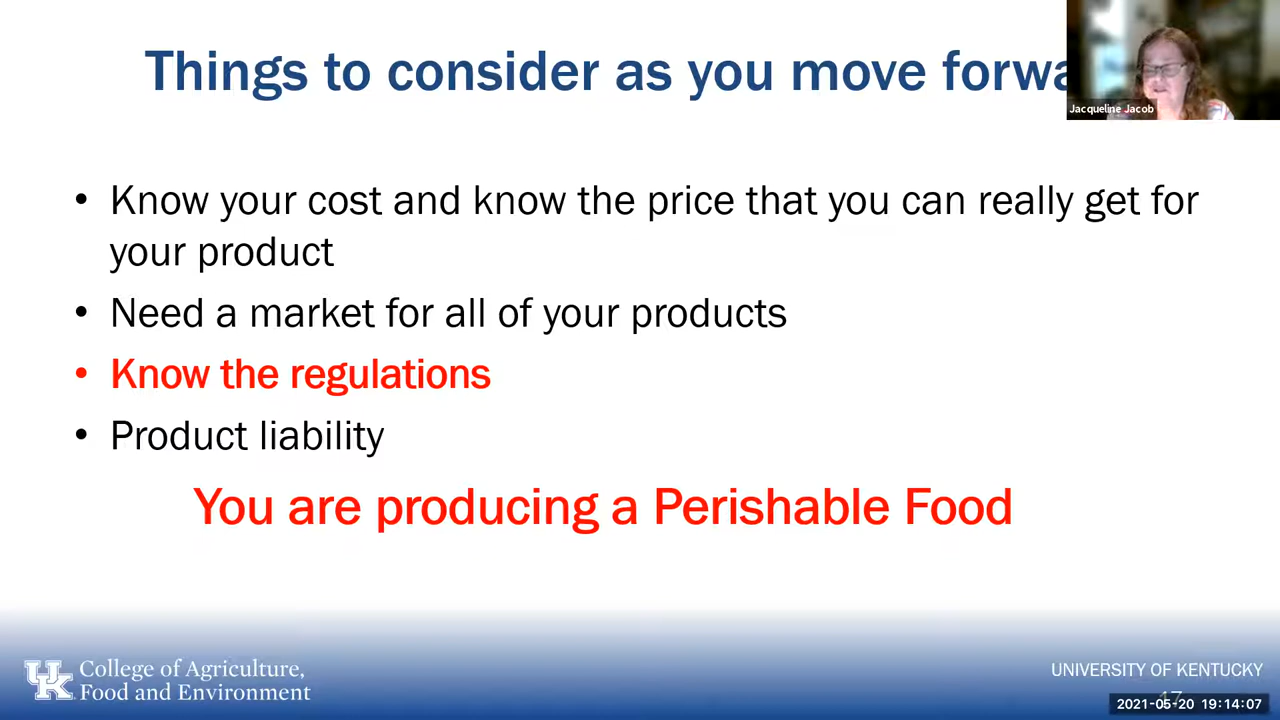 Things to consider as you move forwa
Jacqueline Jacob
• Know your cost and know the price that you can really get for
your product
• Need a market for all of your products
• Know the regulations
• Product liability
You are producing a Perishable Food
UK
College of Agriculture,
Food and Environment
UNIVERSITY OF KENTUCKY
17
2021-05-20 19:14:07